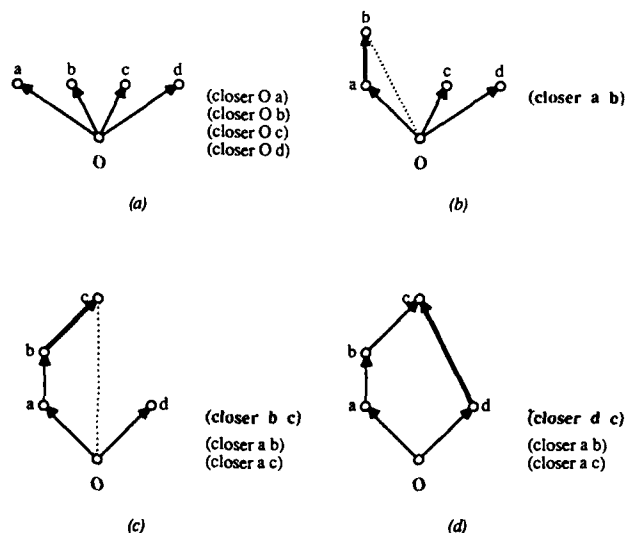 a b c d
O
(closer O a)
(closer O b)
(closer O c)
(closer O d)
(a)
b
a c d
O
(closer a b)
(b)
c
b
a d
O
(closer b c)
(closer a b)
(closer a c)
(c)
c
b
a d
O
(closer d c)
(closer a b)
(closer a c)
(d)